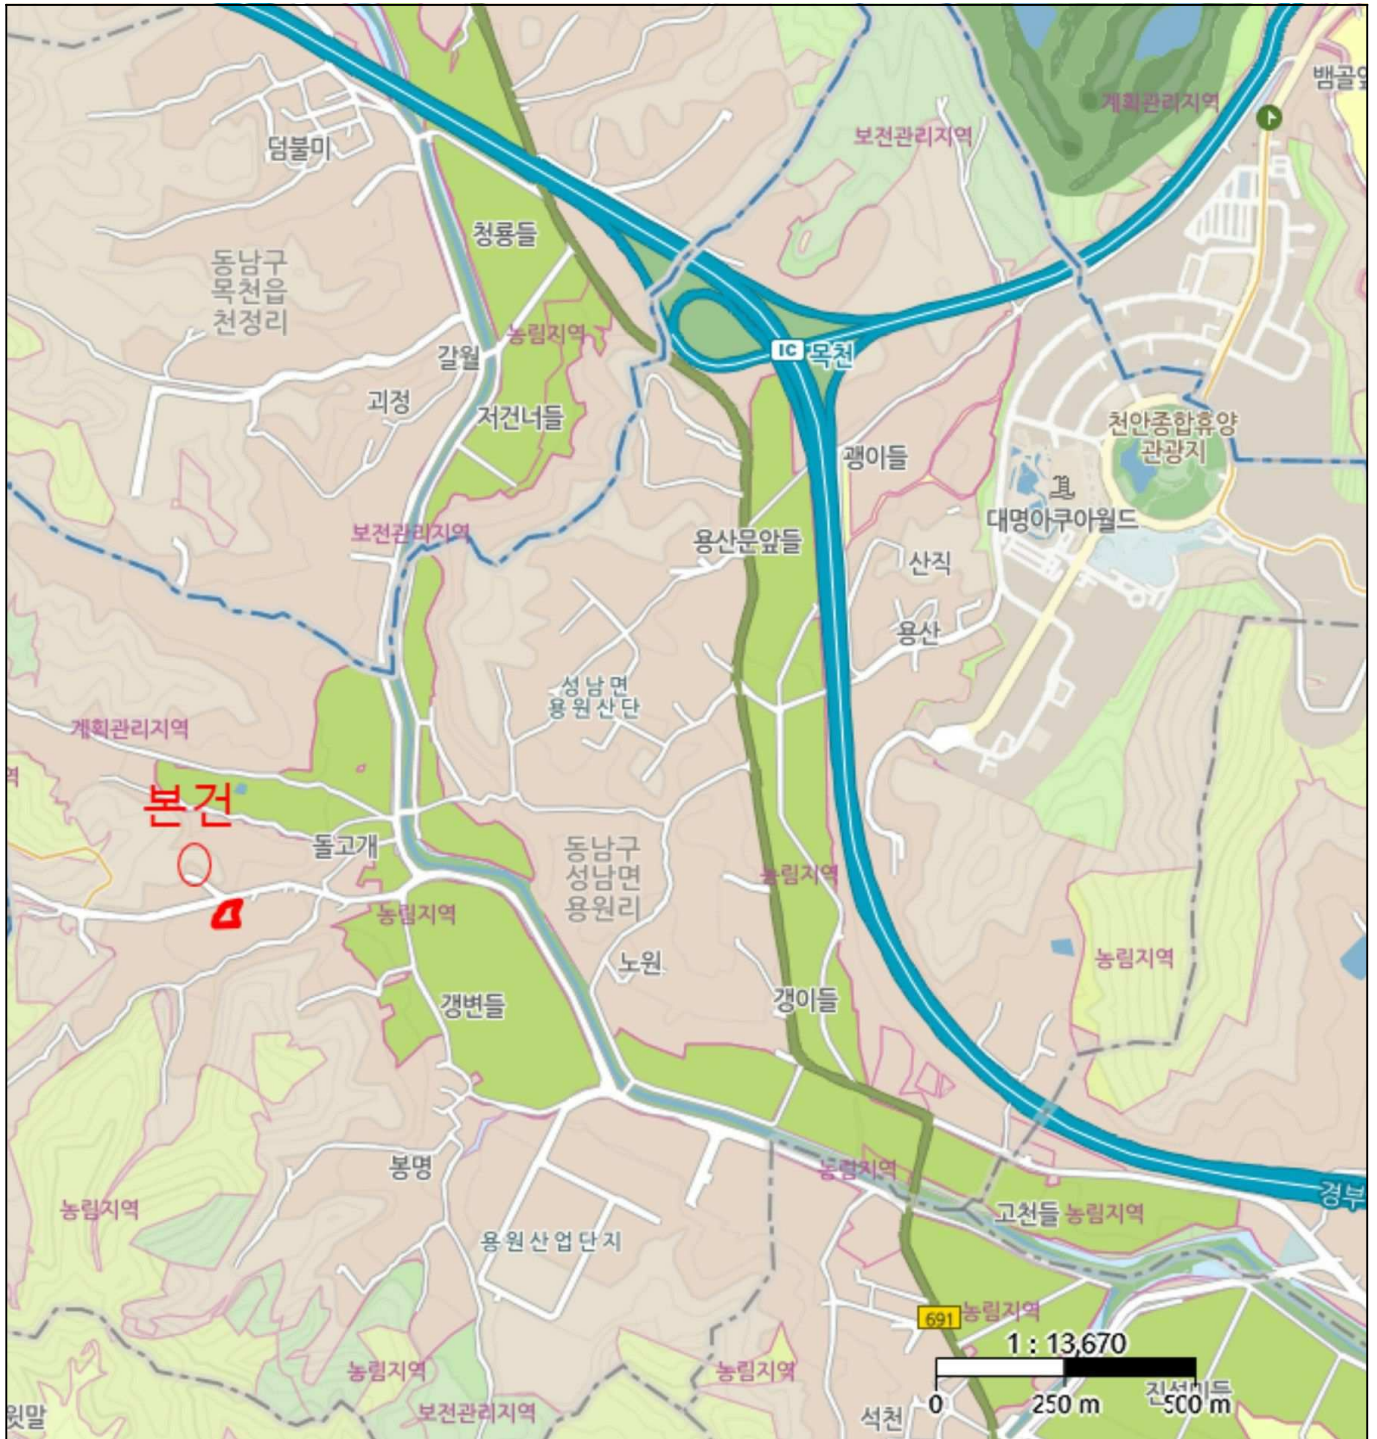 뱀골앞
계획관리지역
보전관리지역
덤불미
청룡들
동남구
목천읍
천정리
농림지역
갈월
IC 목천
괴정
저건너들
천안종합휴양
관광지
괭이들
대명아쿠아월드
보전관리지역
용산문앞들
산직
용산
성남면
용원산단
계획관리지역
역
본건
돌고개
동남구
성남면
용원리
농림지역
농림지역
노원
농림지역
갱변들
갱이들
봉명
농림지역
농림지역
고천들
농림지역
경부
용원산업단지
691
농림지역
1 : 13,670
농림지역
농림지역
0
250 m
500 m
보전관리지역
석천
윗말